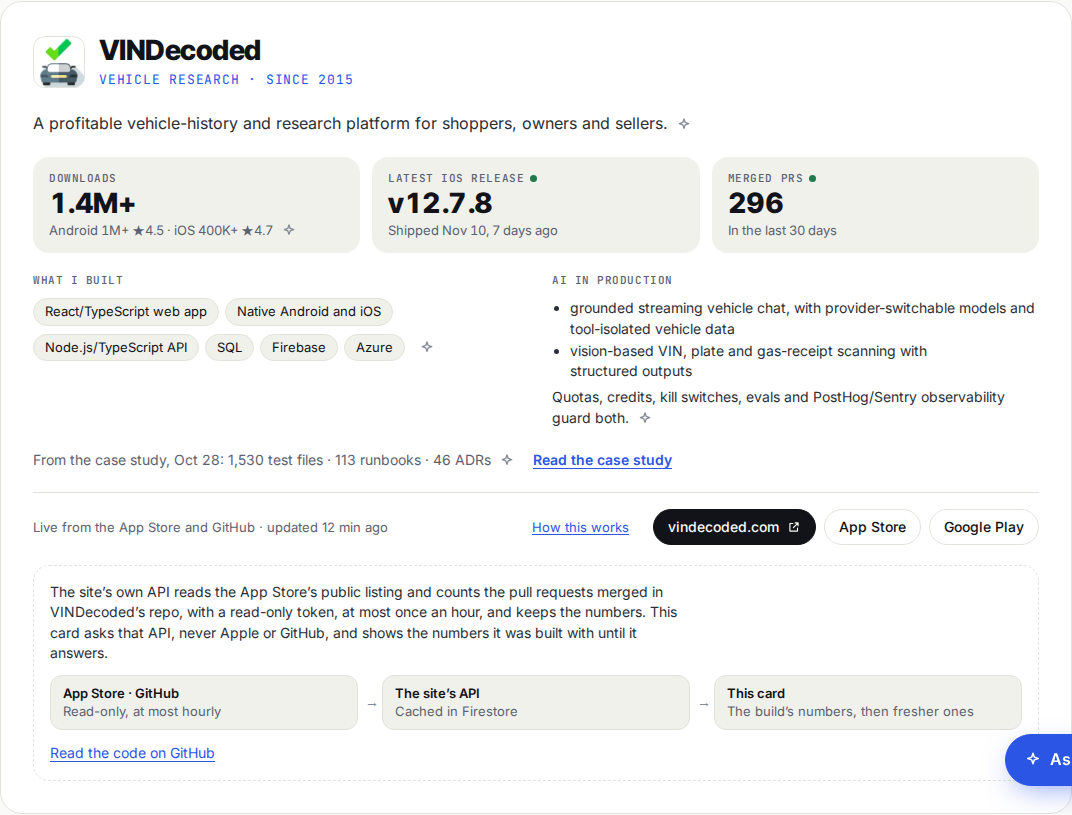 VINDecoded
VEHICLE RESEARCH · SINCE 2015
A profitable vehicle-history and research platform for shoppers, owners and sellers.
DOWNLOADS
1.4M+
Android 1M+ ★4.5 · iOS 400K+ ★4.7
LATEST IOS RELEASE
v12.7.8
Shipped Nov 10, 7 days ago
MERGED PRS
296
In the last 30 days
WHAT I BUILT
React/TypeScript web app
Native Android and iOS
Node.js/TypeScript API
SQL
Firebase
Azure
AI IN PRODUCTION
• grounded streaming vehicle chat, with provider-switchable models and
tool-isolated vehicle data
• vision-based VIN, plate and gas-receipt scanning with
structured outputs
Quotas, credits, kill switches, evals and PostHog/Sentry observability
guard both.
From the case study, Oct 28: 1,530 test files · 113 runbooks · 46 ADRs
Read the case study
Live from the App Store and GitHub · updated 12 min ago
How this works
vindecoded.com
App Store
Google Play
The site’s own API reads the App Store’s public listing and counts the pull requests merged in
VINDecoded’s repo, with a read-only token, at most once an hour, and keeps the numbers. This
card asks that API, never Apple or GitHub, and shows the numbers it was built with until it
answers.
App Store · GitHub
Read-only, at most hourly
→
The site’s API
Cached in Firestore
→
This card
The build’s numbers, then fresher ones
Read the code on GitHub